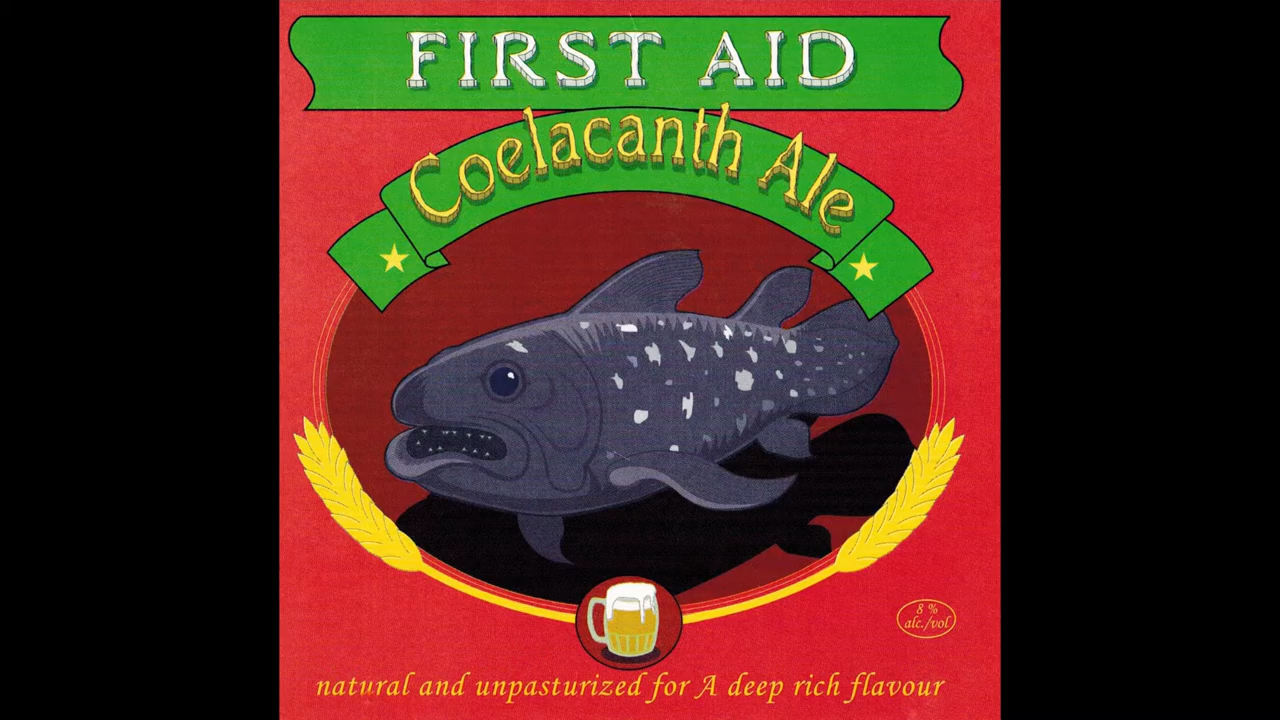 FIRST AID
Coelacanth Ale
8 %
alc./vol
natural and unpasturized for A deep rich flavour